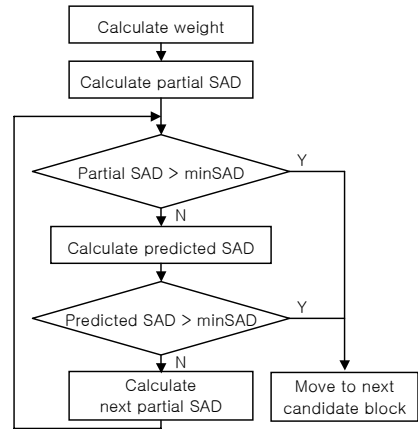 Calculate weight
Calculate partial SAD
Partial SAD > minSAD
Y
N
Calculate predicted SAD
Predicted SAD > minSAD
Y
N
Calculate
next partial SAD
Move to next
candidate block